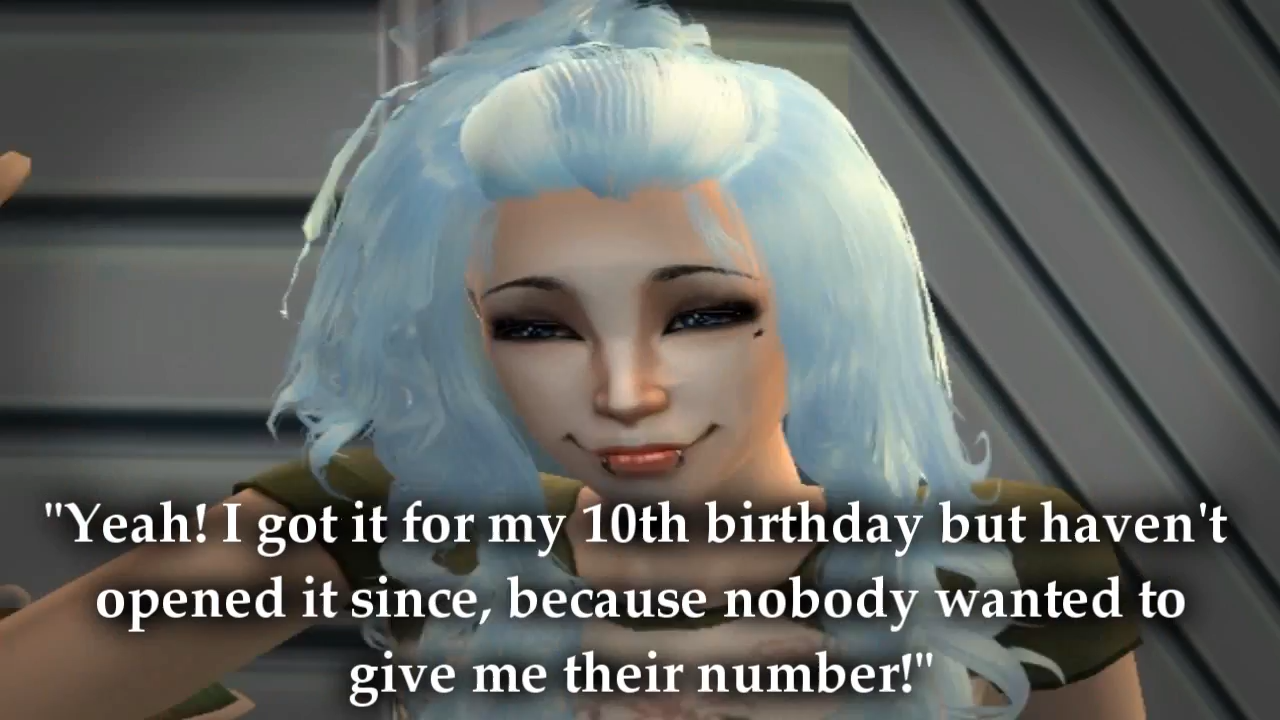 "Yeah! I got it for my 10th birthday but haven't
opened it since, because nobody wanted to
give me their number!"